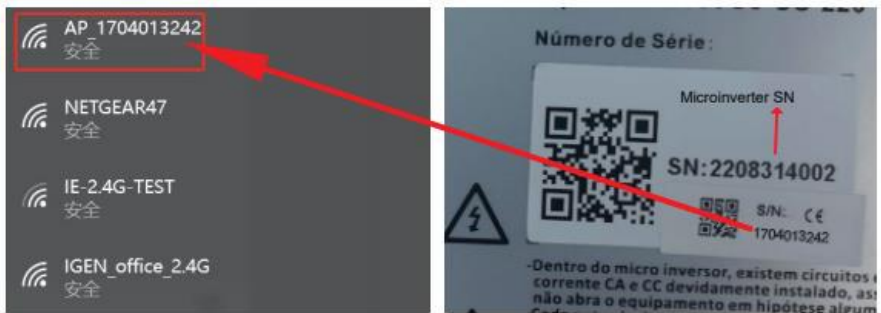 AP_1704013242
安全
NETGEAR47
安全
IE-2.4G-TEST
安全
IGEN_office_2.4G
安全
Número de Série:
Microinverter SN
SN:2208314002
S/N: CE
1704013242
-Dentro do micro inversor, existem circuitos
corrente CA e CC devidamente instalado,
não abra o equipamento em hipótese